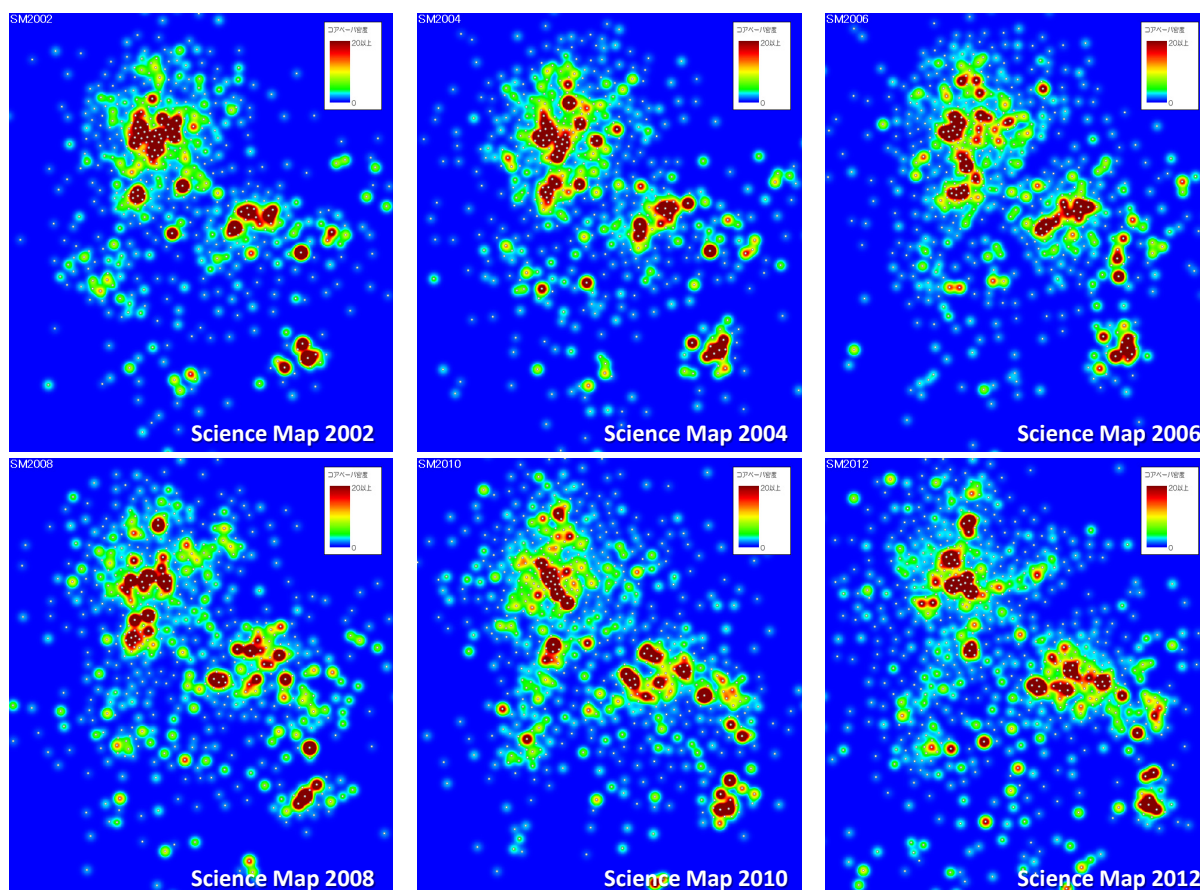 SM2002
コアペーパ密度
20以上
0
Science Map 2002
SM2004
コアペーパ密度
20以上
0
Science Map 2004
SM2006
コアペーパ密度
20以上
0
Science Map 2006
SM2008
コアペーパ密度
20以上
0
Science Map 2008
SM2010
コアペーパ密度
20以上
0
Science Map 2010
SM2012
コアペーパ密度
20以上
0
Science Map 2012